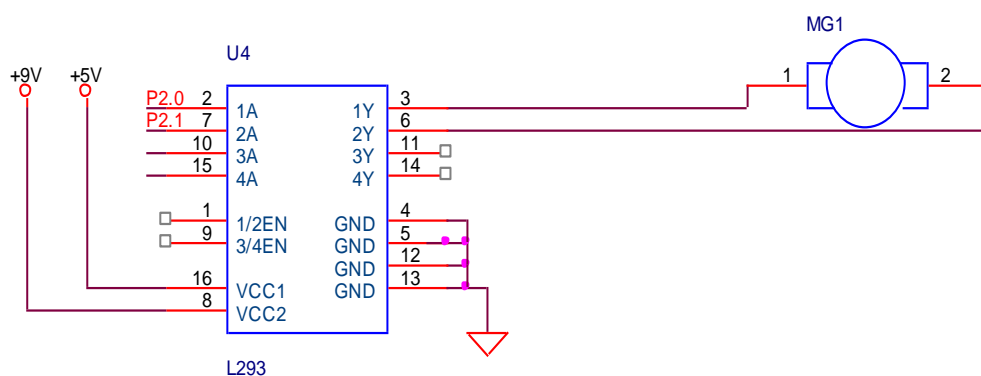 MG1
U4
+9V +5V
1 2
P2.0 2 1A 1Y 3
P2.1 7 2A 2Y 6
10 3A 3Y 11
15 4A 4Y 14
1 1/2EN GND 4
9 3/4EN GND 5
GND 12
16 VCC1 GND 13
8 VCC2
L293